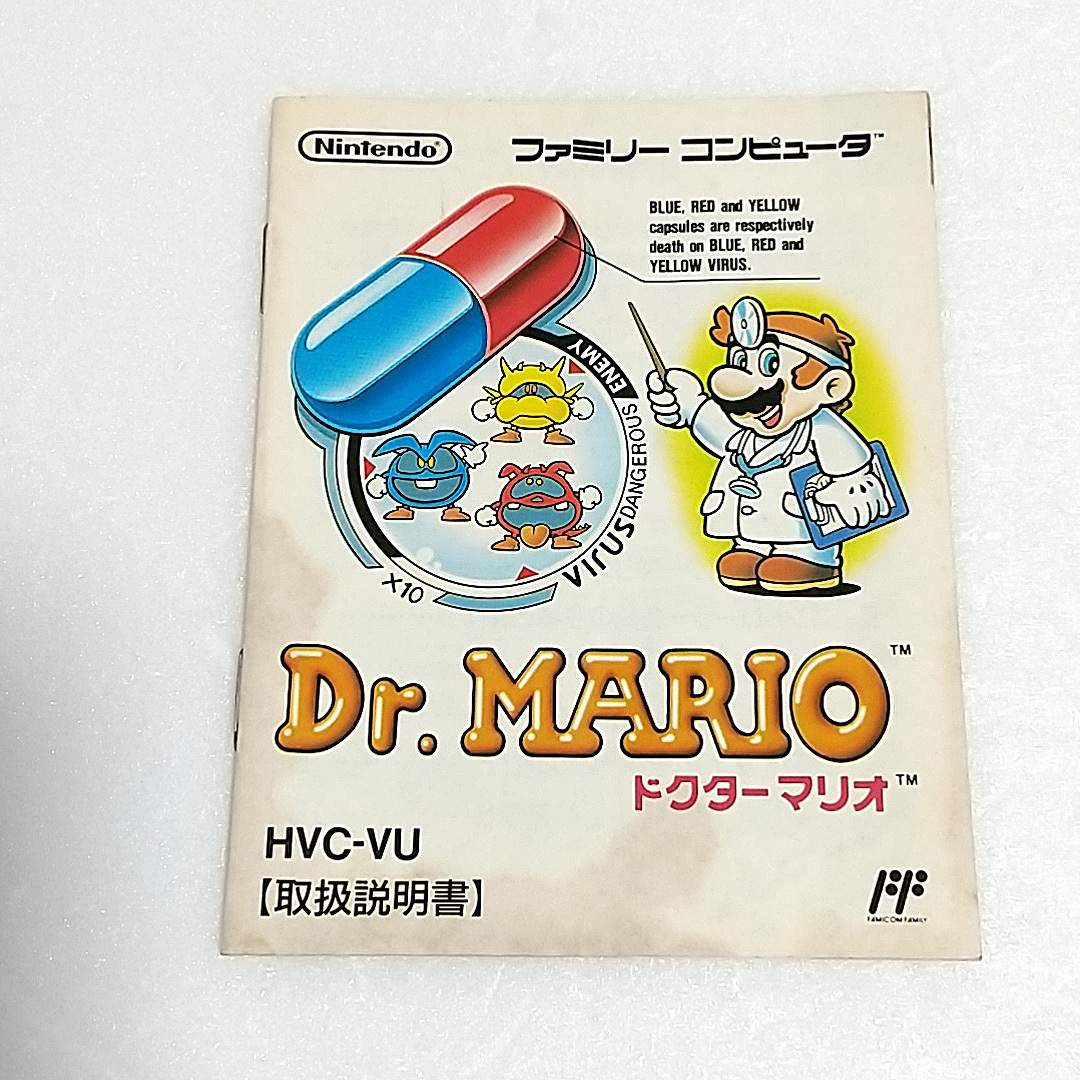 Nintendo®
ファミリー コンピュータ™
BLUE, RED and YELLOW
capsules are respectively
death on BLUE, RED and
YELLOW VIRUS.
ENEMY
DANGEROUS
VIRUS
X10
Dr. MARIO™
ドクターマリオ™
HVC-VU
【取扱説明書】
FF
FAMICOM FAMILY